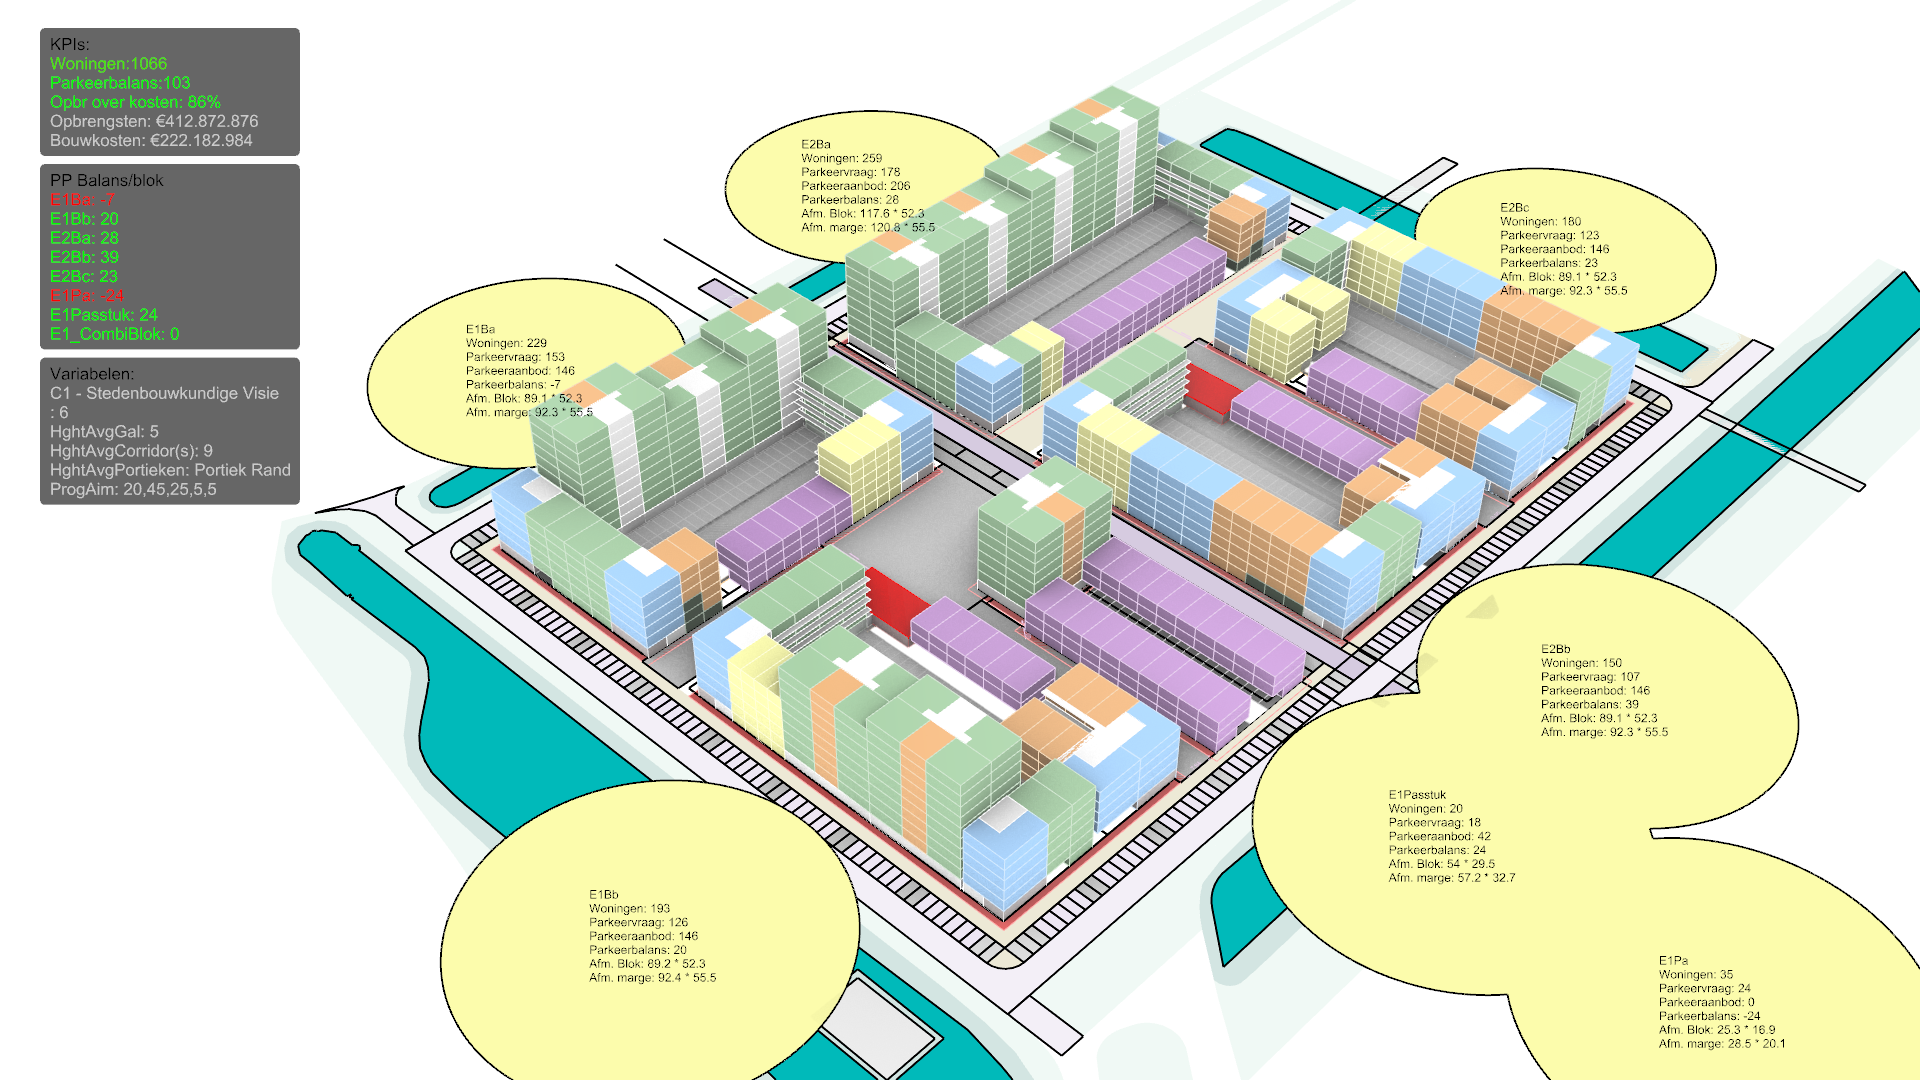 KPIs:
Woningen:1066
Parkeerbalans:103
Opbr over kosten: 86%
Opbrengsten: €412.872.876
Bouwkosten: €222.182.984
PP Balans/blok
E1Ba: -7
E1Bb: 20
E2Ba: 28
E2Bb: 39
E2Bc: 23
E1Pa: -24
E1Passtuk: 24
E1_CombiBlok: 0
Variabelen:
C1 - Stedenbouwkundige Visie
: 6
HghtAvgGal: 5
HghtAvgCorridor(s): 9
HghtAvgPortieken: Portiek Rand
ProgAim: 20,45,25,5,5
E2Ba
Woningen: 259
Parkeervraag: 178
Parkeeraanbod: 206
Parkeerbalans: 28
Afm. Blok: 117.6 * 52.3
Afm. marge: 120.8 * 55.5
E2Bc
Woningen: 180
Parkeervraag: 123
Parkeeraanbod: 146
Parkeerbalans: 23
Afm. Blok: 89.1 * 52.3
Afm. marge: 92.3 * 55.5
E1Ba
Woningen: 229
Parkeervraag: 153
Parkeeraanbod: 146
Parkeerbalans: -7
Afm. Blok: 89.1 * 52.3
Afm. marge: 92.3 * 55.5
E2Bb
Woningen: 150
Parkeervraag: 107
Parkeeraanbod: 146
Parkeerbalans: 39
Afm. Blok: 89.1 * 52.3
Afm. marge: 92.3 * 55.5
E1Passtuk
Woningen: 20
Parkeervraag: 18
Parkeeraanbod: 42
Parkeerbalans: 24
Afm. Blok: 54 * 29.5
Afm. marge: 57.2 * 32.7
E1Bb
Woningen: 193
Parkeervraag: 126
Parkeeraanbod: 146
Parkeerbalans: 20
Afm. Blok: 89.2 * 52.3
Afm. marge: 92.4 * 55.5
E1Pa
Woningen: 35
Parkeervraag: 24
Parkeeraanbod: 0
Parkeerbalans: -24
Afm. Blok: 25.3 * 16.9
Afm. marge: 28.5 * 20.1